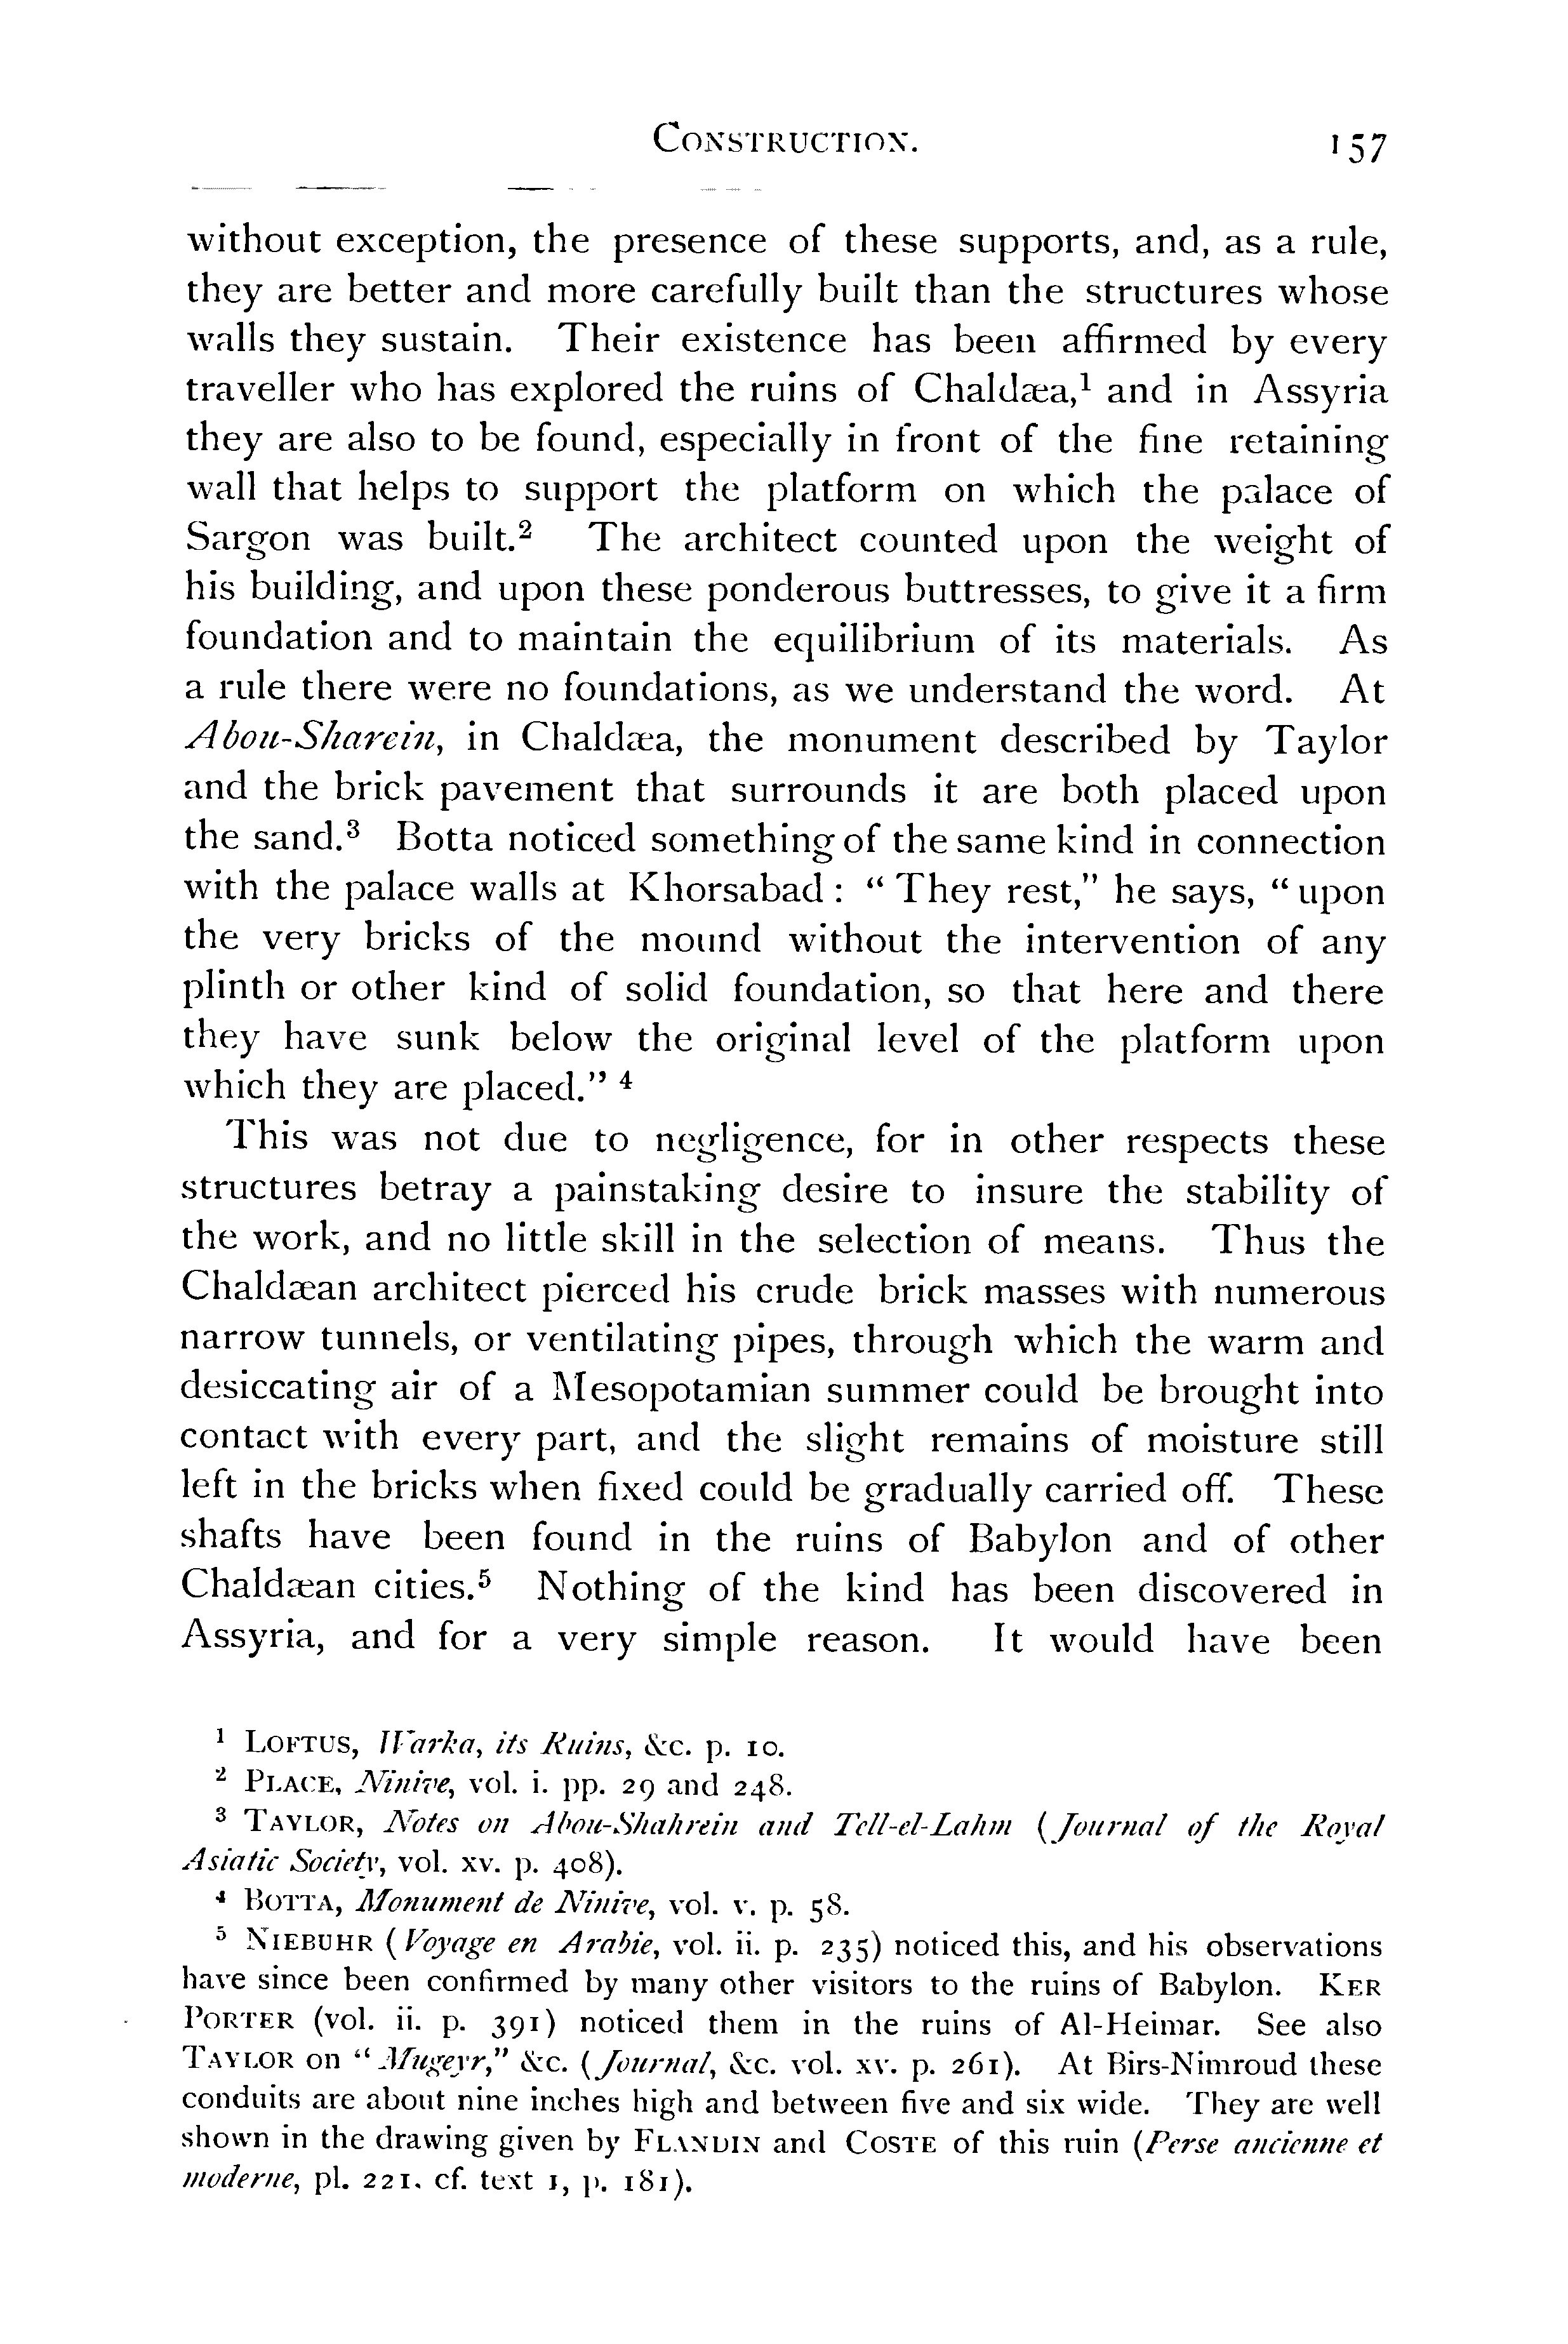 CONSTRUCTION. 157
without exception, the presence of these supports, and, as a rule,
they are better and more carefully built than the structures whose
walls they sustain. Their existence has been affirmed by every
traveller who has explored the ruins of Chaldæa,¹ and in Assyria
they are also to be found, especially in front of the fine retaining
wall that helps to support the platform on which the palace of
Sargon was built.² The architect counted upon the weight of
his building, and upon these ponderous buttresses, to give it a firm
foundation and to maintain the equilibrium of its materials. As
a rule there were no foundations, as we understand the word. At
Abou-Sharein, in Chaldæa, the monument described by Taylor
and the brick pavement that surrounds it are both placed upon
the sand.³ Botta noticed something of the same kind in connection
with the palace walls at Khorsabad : “ They rest,” he says, “ upon
the very bricks of the mound without the intervention of any
plinth or other kind of solid foundation, so that here and there
they have sunk below the original level of the platform upon
which they are placed.” ⁴
This was not due to negligence, for in other respects these
structures betray a painstaking desire to insure the stability of
the work, and no little skill in the selection of means. Thus the
Chaldæan architect pierced his crude brick masses with numerous
narrow tunnels, or ventilating pipes, through which the warm and
desiccating air of a Mesopotamian summer could be brought into
contact with every part, and the slight remains of moisture still
left in the bricks when fixed could be gradually carried off. These
shafts have been found in the ruins of Babylon and of other
Chaldæan cities.⁵ Nothing of the kind has been discovered in
Assyria, and for a very simple reason. It would have been
¹ LOFTUS, Warka, its Ruins, &c. p. 10.
² PLACE, Ninive, vol. i. pp. 29 and 248.
³ TAYLOR, Notes on Abou-Shahrein and Tell-el-Lahm (Journal of the Royal
Asiatic Society, vol. xv. p. 408).
⁴ BOTTA, Monument de Ninive, vol. v. p. 58.
⁵ NIEBUHR (Voyage en Arabie, vol. ii. p. 235) noticed this, and his observations
have since been confirmed by many other visitors to the ruins of Babylon. KER
PORTER (vol. ii. p. 391) noticed them in the ruins of Al-Heimar. See also
TAYLOR on “ Mugeyr,” &c. (Journal, &c. vol. xv. p. 261). At Birs-Nimroud these
conduits are about nine inches high and between five and six wide. They are well
shown in the drawing given by FLANDIN and COSTE of this ruin (Perse ancienne et
moderne, pl. 221. cf. text 1, p. 181).